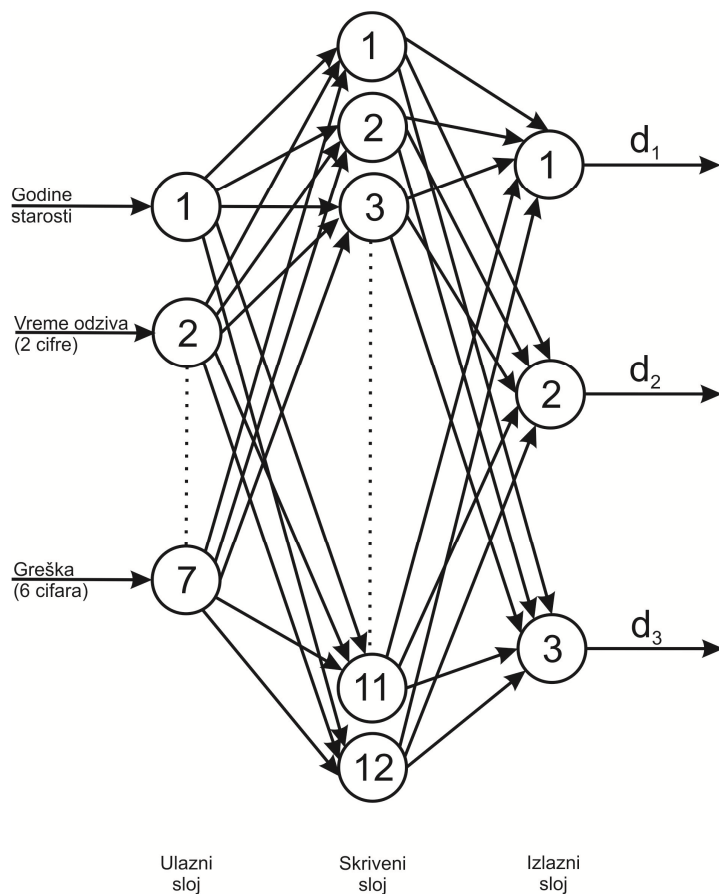 1
2
3
1
d1
Godine
starosti
1
Vreme odziva
(2 cifre)
2
2
d2
Greška
(6 cifara)
7
3
d3
11
12
Ulazni
sloj
Skriveni
sloj
Izlazni
sloj